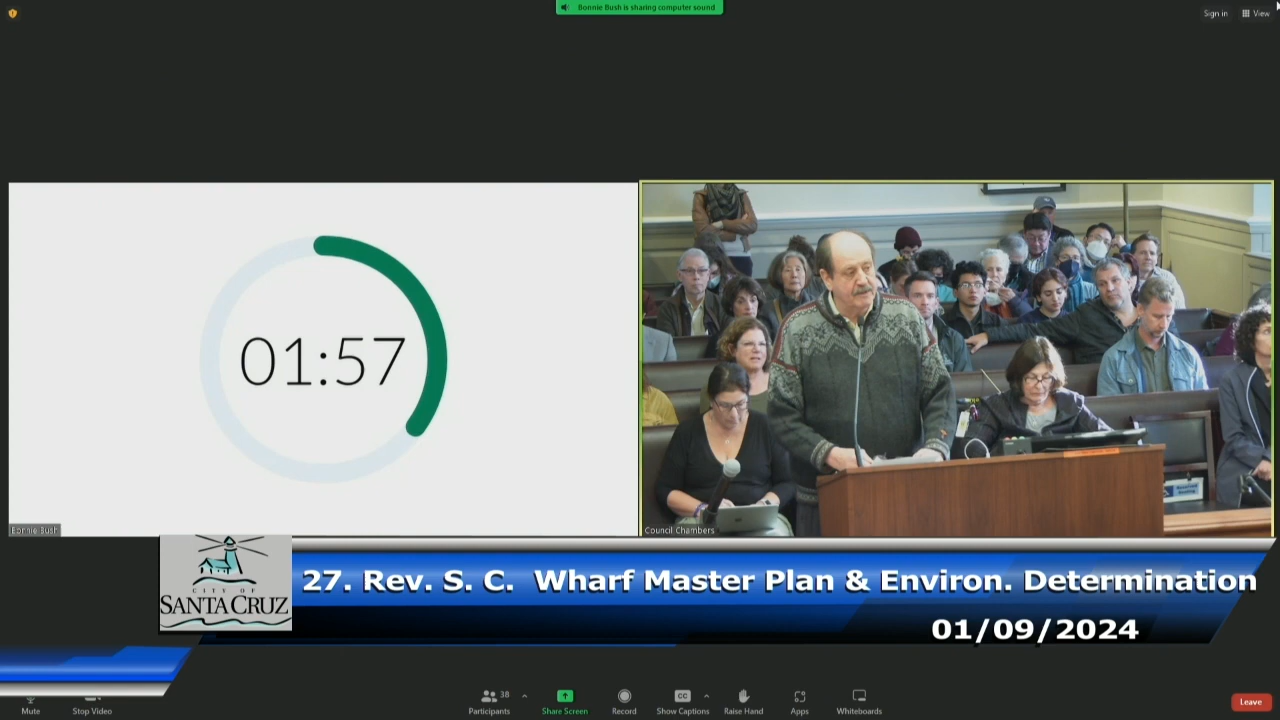 Bonnie Bush is sharing computer sound
Sign in
View
01:57
Bonnie Bush
Council Chambers
CITY OF
SANTA CRUZ
27. Rev. S. C. Wharf Master Plan & Environ. Determination
01/09/2024
Mute
Stop Video
Participants
38
Share Screen
Record
CC
Show Captions
Raise Hand
Apps
Whiteboards
Leave